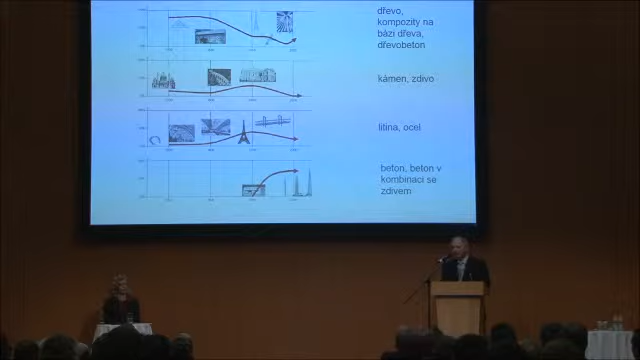 dřevo,
kompozity na
bázi dřeva,
dřevobeton
kámen, zdivo
litina, ocel
beton, beton v
kombinaci se
zdivem